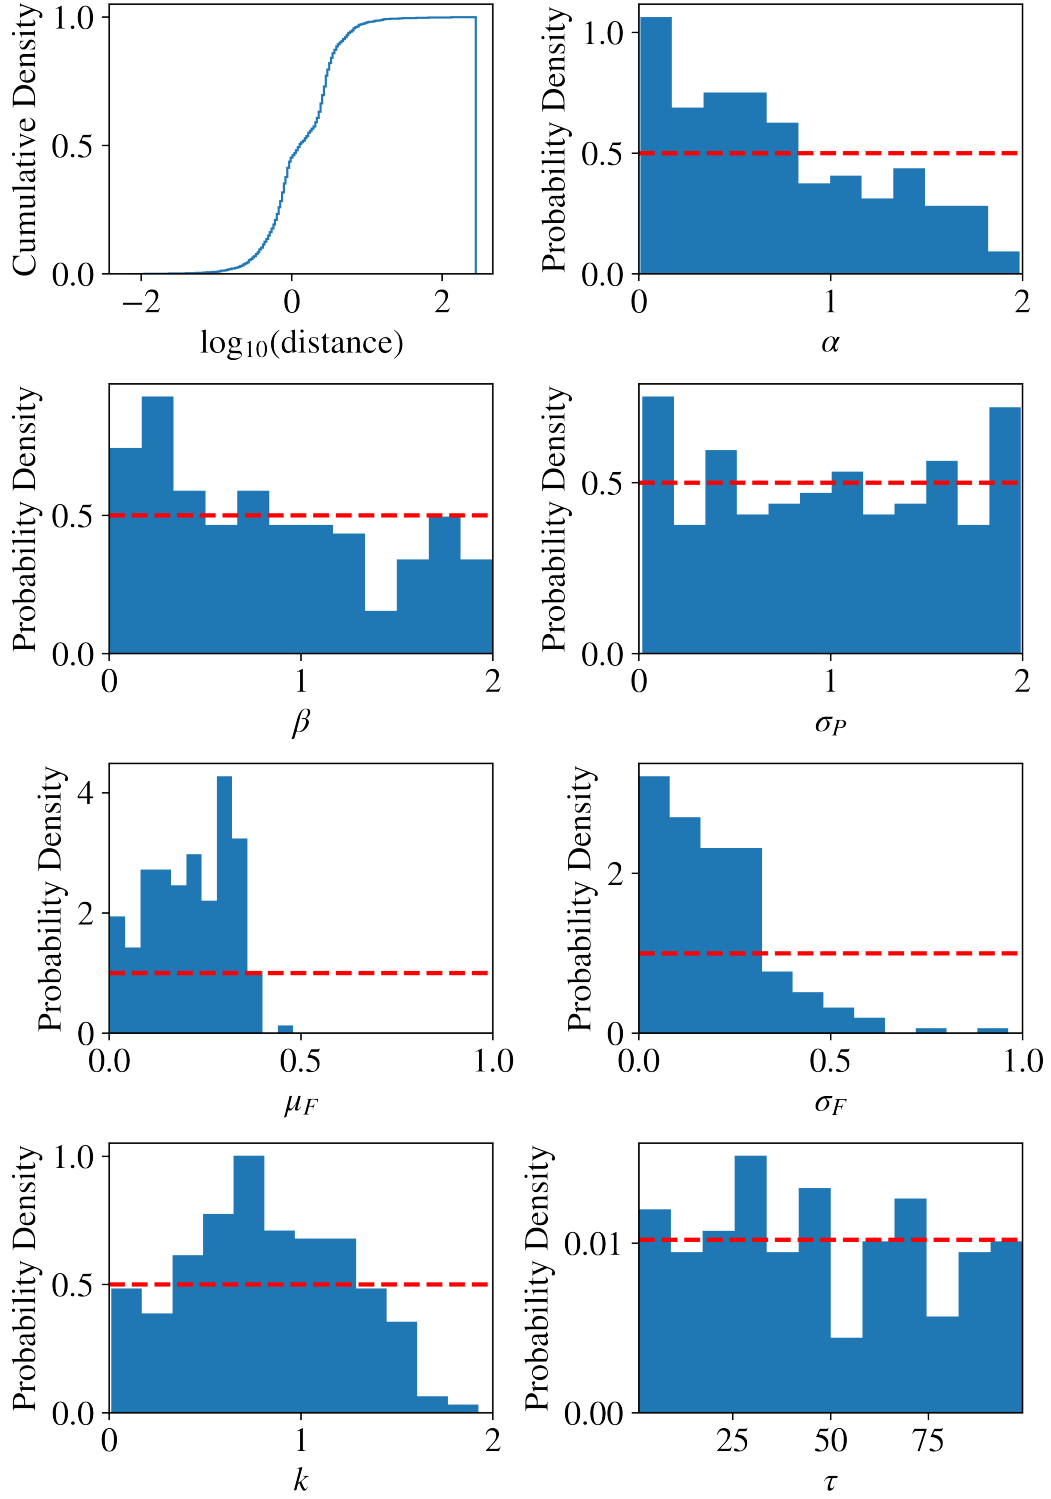 Cumulative Density
1.0
0.5
0.0
−2 0 2
log10(distance)
Probability Density
1.0
0.5
0.0
0 1 2
α
Probability Density
0.5
0.0
0 1 2
β
Probability Density
0.5
0.0
0 1 2
σP
Probability Density
4
2
0
0.0 0.5 1.0
μF
Probability Density
2
0
0.0 0.5 1.0
σF
Probability Density
1.0
0.5
0.0
0 1 2
k
Probability Density
0.01
0.00
25 50 75
τ